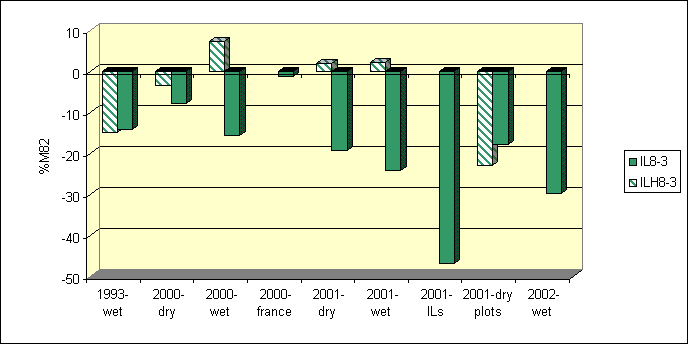 10
0
-10
-20
-30
-40
-50
%M82
1993-
wet
2000-
dry
2000-
wet
2000-
france
2001-
dry
2001-
wet
2001-
ILs
2001-dry
plots
2002-
wet
IL8-3
ILH8-3